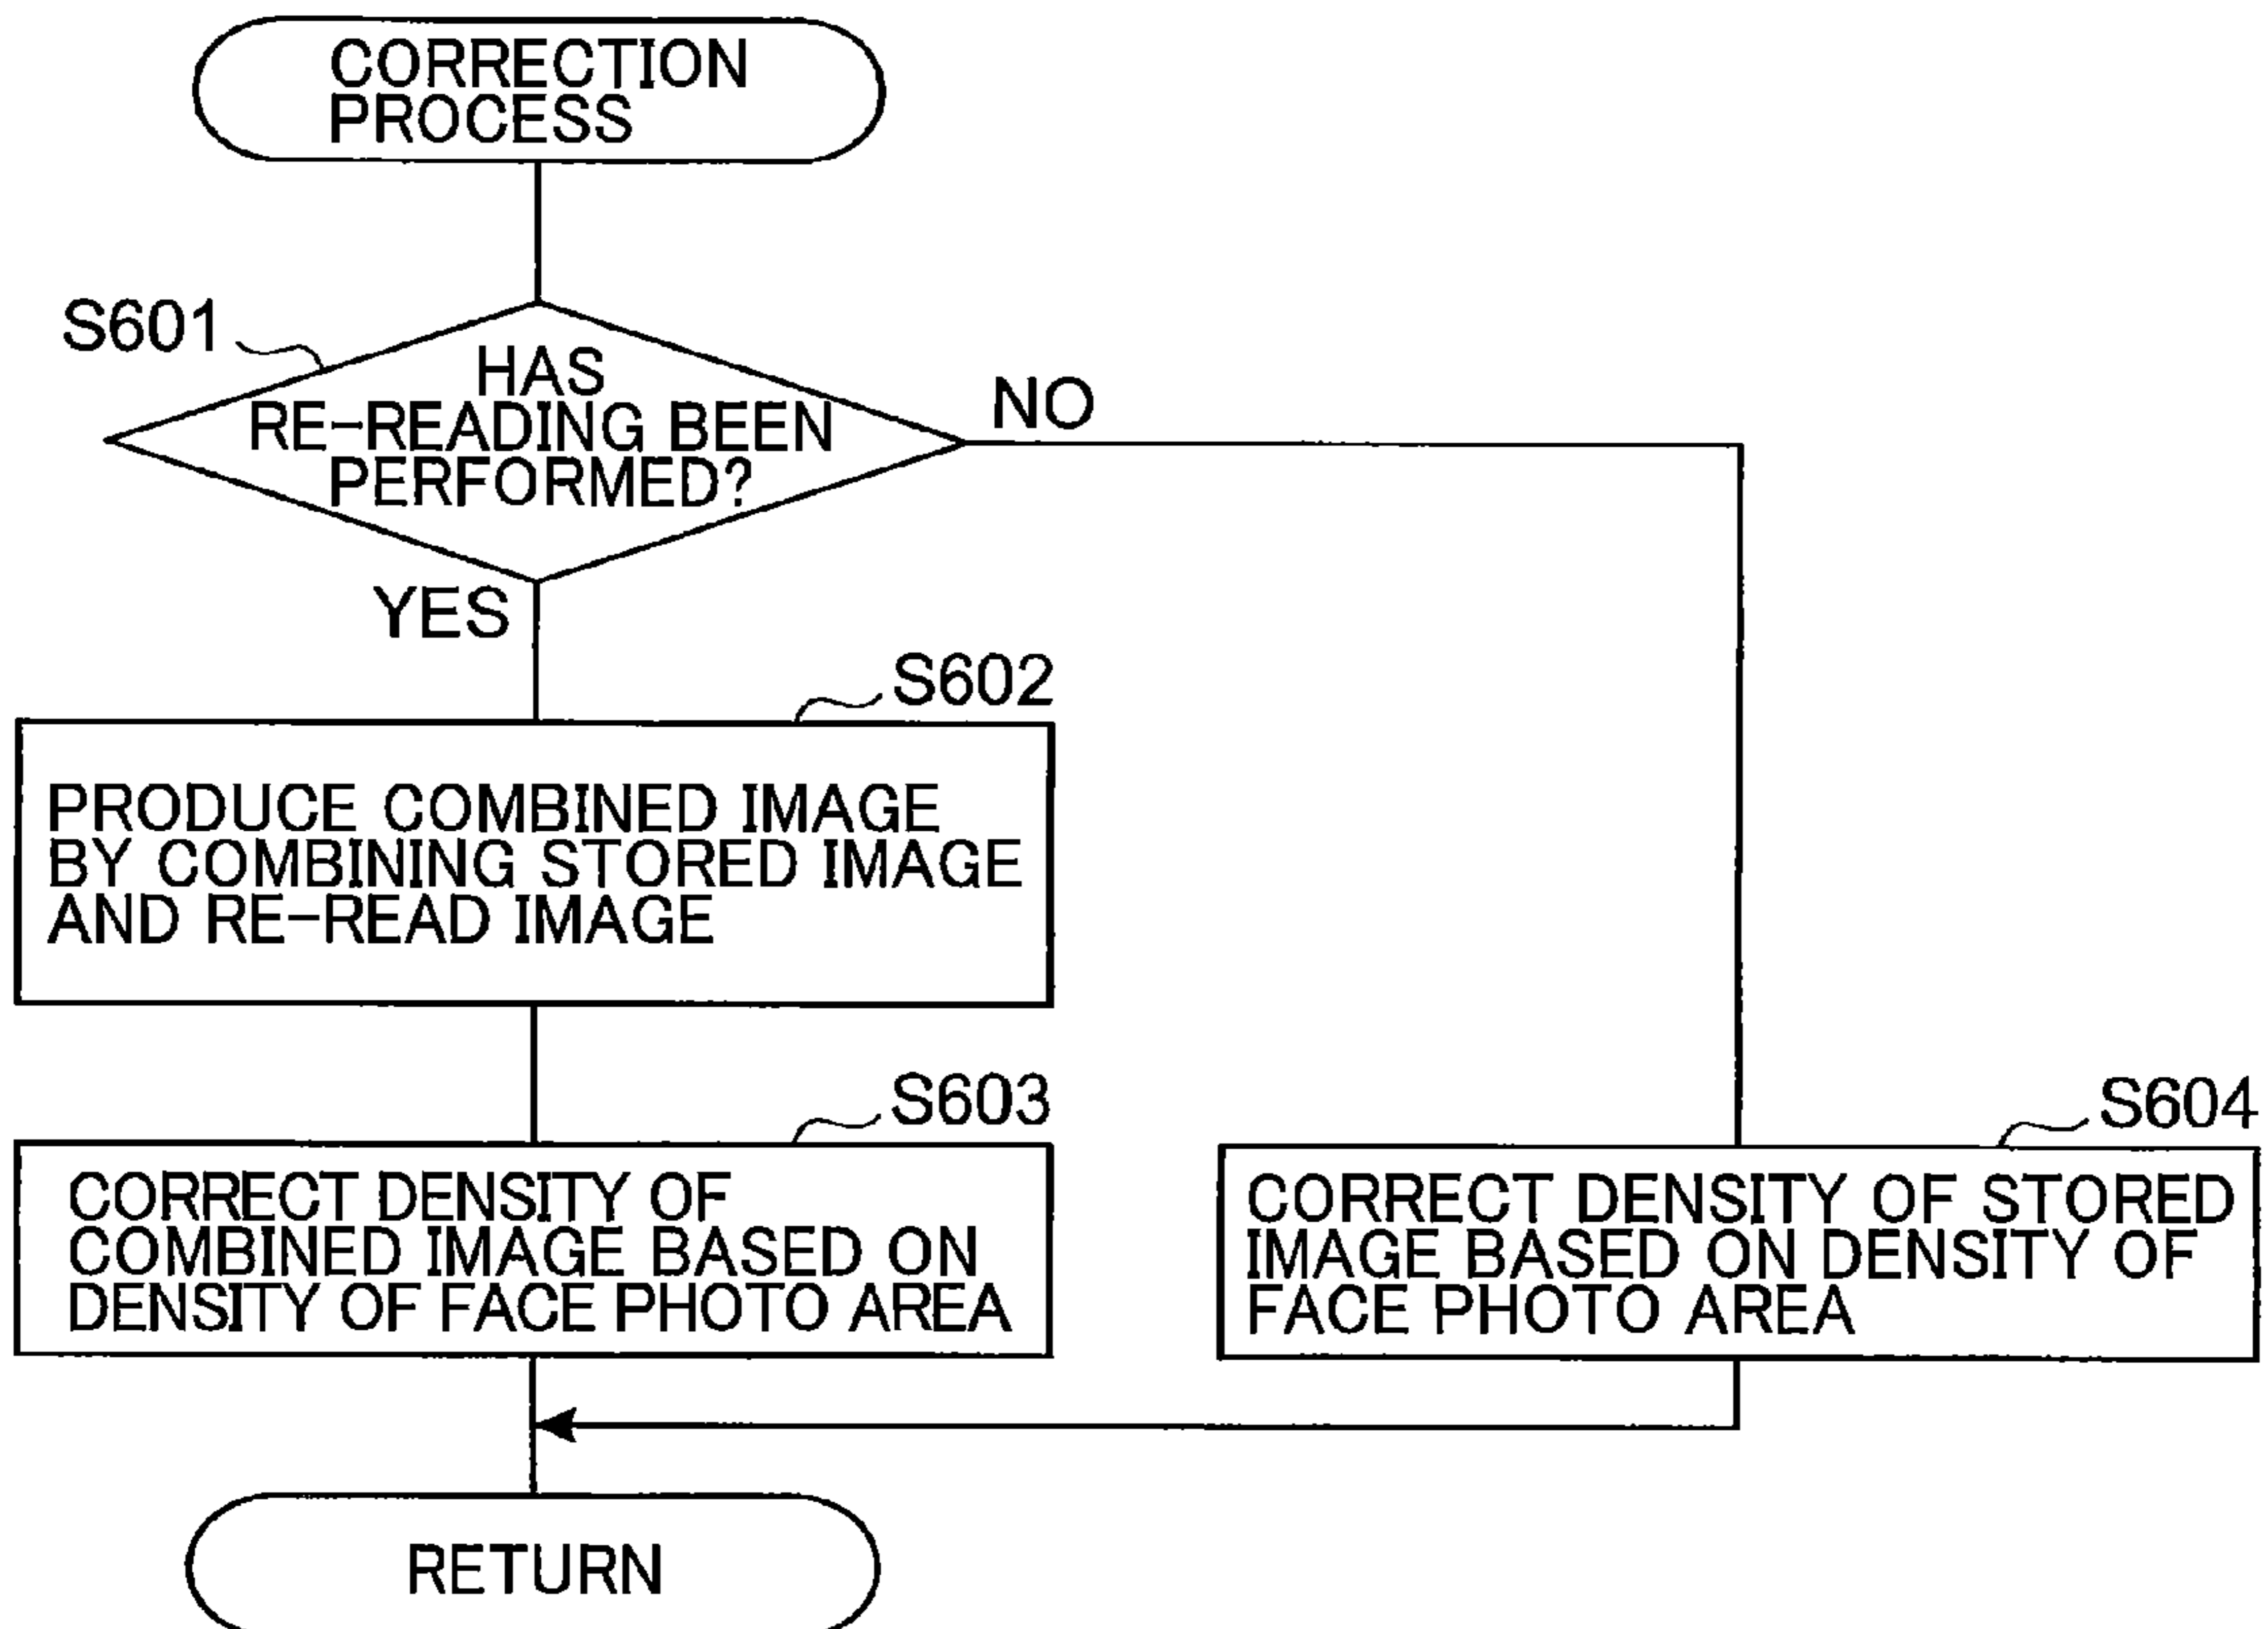 CORRECTION
PROCESS
S601
HAS
RE-READING BEEN
PERFORMED?
NO
YES
S602
PRODUCE COMBINED IMAGE
BY COMBINING STORED IMAGE
AND RE-READ IMAGE
S603
CORRECT DENSITY OF
COMBINED IMAGE BASED ON
DENSITY OF FACE PHOTO AREA
S604
CORRECT DENSITY OF STORED
IMAGE BASED ON DENSITY OF
FACE PHOTO AREA
RETURN